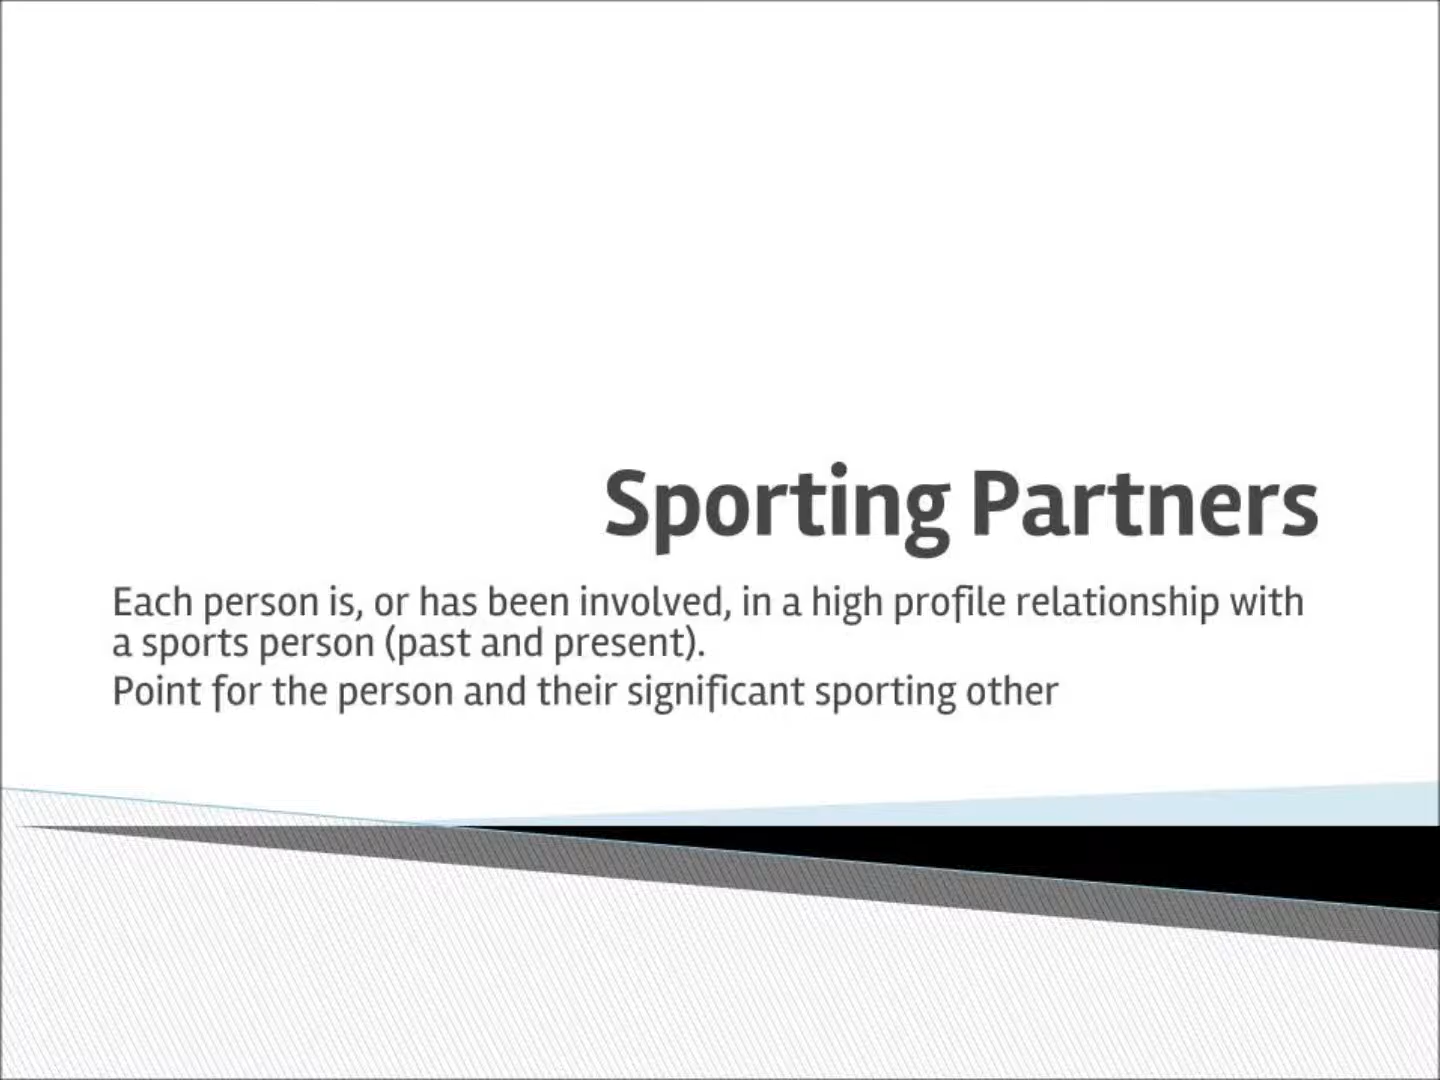 Sporting Partners
Each person is, or has been involved, in a high profile relationship with
a sports person (past and present).
Point for the person and their significant sporting other